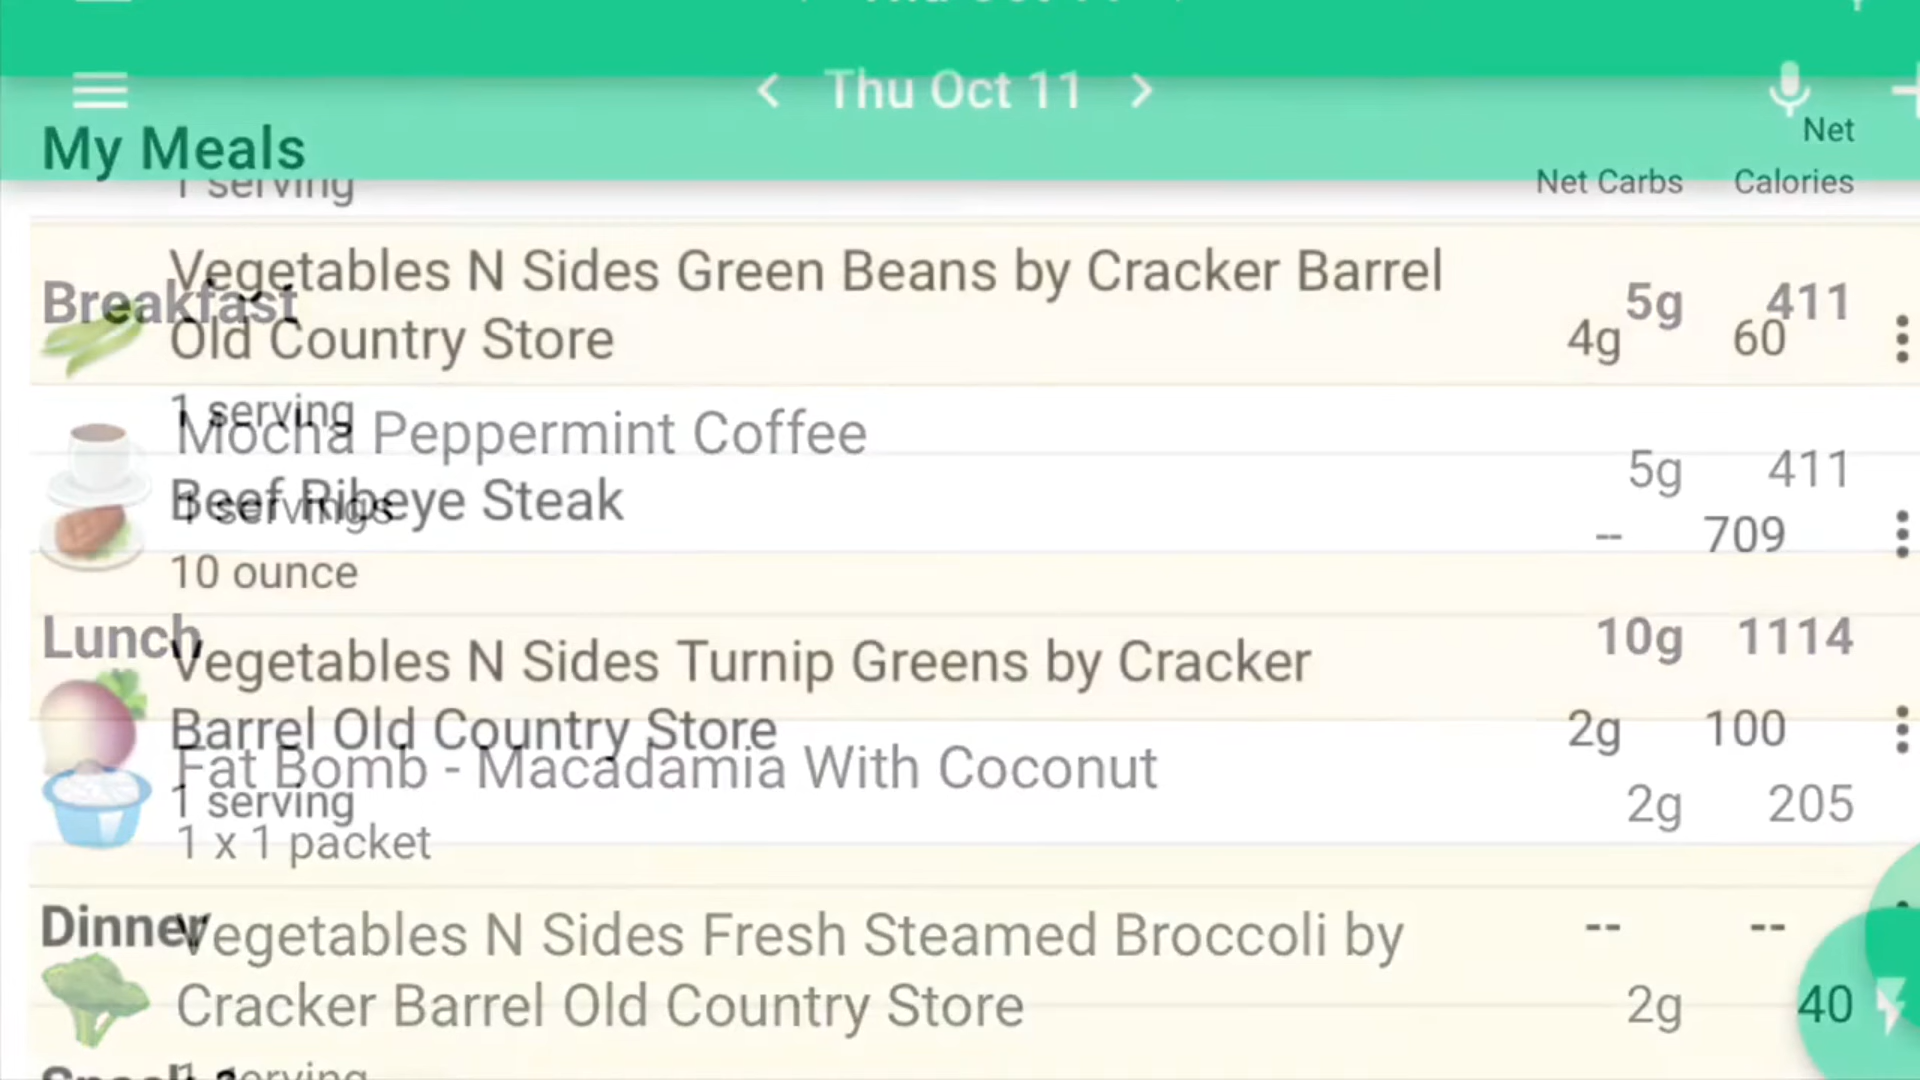 Thu Oct 11
My Meals
Net
Net Carbs Calories
1 serving
Vegetables N Sides Green Beans by Cracker Barrel
Old Country Store
4g 60
1 serving
Breakfast
5g 411
Mocha Peppermint Coffee
5g 411
1 servings
Beef Ribeye Steak
-- 709
10 ounce
Lunch
10g 1114
Vegetables N Sides Turnip Greens by Cracker
Barrel Old Country Store
2g 100
1 serving
Fat Bomb - Macadamia With Coconut
2g 205
1 x 1 packet
Dinner
-- --
Vegetables N Sides Fresh Steamed Broccoli by
Cracker Barrel Old Country Store
2g 40
serving